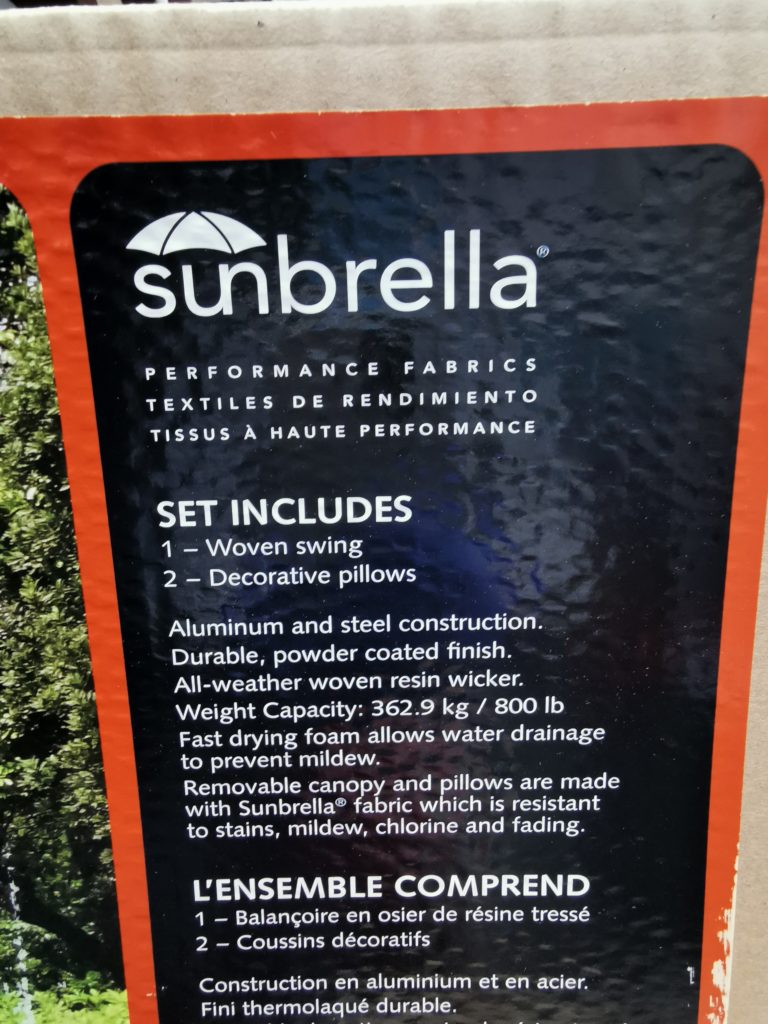 sunbrella®
PERFORMANCE FABRICS
TEXTILES DE RENDIMIENTO
TISSUS À HAUTE PERFORMANCE
SET INCLUDES
1 – Woven swing
2 – Decorative pillows
Aluminum and steel construction.
Durable, powder coated finish.
All-weather woven resin wicker.
Weight Capacity: 362.9 kg / 800 lb
Fast drying foam allows water drainage
to prevent mildew.
Removable canopy and pillows are made
with Sunbrella® fabric which is resistant
to stains, mildew, chlorine and fading.
L'ENSEMBLE COMPREND
1 – Balançoire en osier de résine tressé
2 – Coussins décoratifs
Construction en aluminium et en acier.
Fini thermolaqué durable.